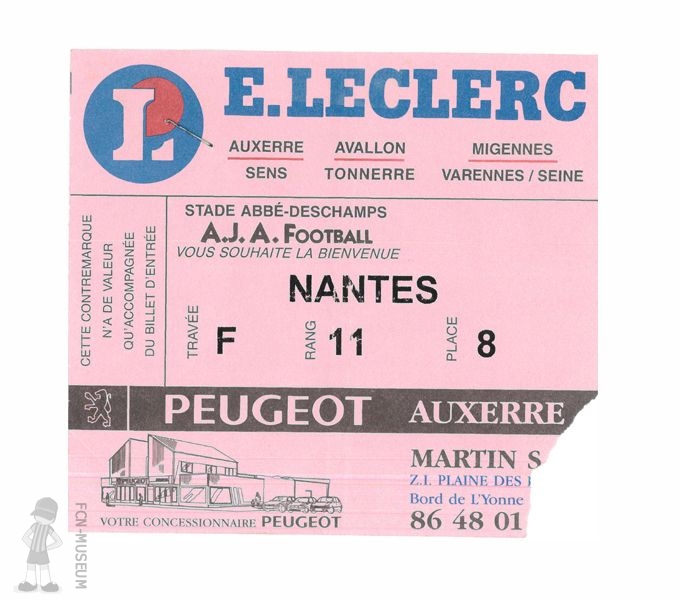 E.LECLERC
L
AUXERRE AVALLON MIGENNES
SENS TONNERRE VARENNES / SEINE
CETTE CONTREMARQUE
N'A DE VALEUR
QU'ACCOMPAGNÉE
DU BILLET D'ENTRÉE
STADE ABBÉ-DESCHAMPS
A.J.A. FOOTBALL
VOUS SOUHAITE LA BIENVENUE
NANTES
TRAVÉE F RANG 11 PLACE 8
PEUGEOT AUXERRE
PEUGEOT
VOTRE CONCESSIONNAIRE PEUGEOT
MARTIN S
Z.I. PLAINE DES
Bord de L'Yonne
86 48 01
FCN-MUSEUM